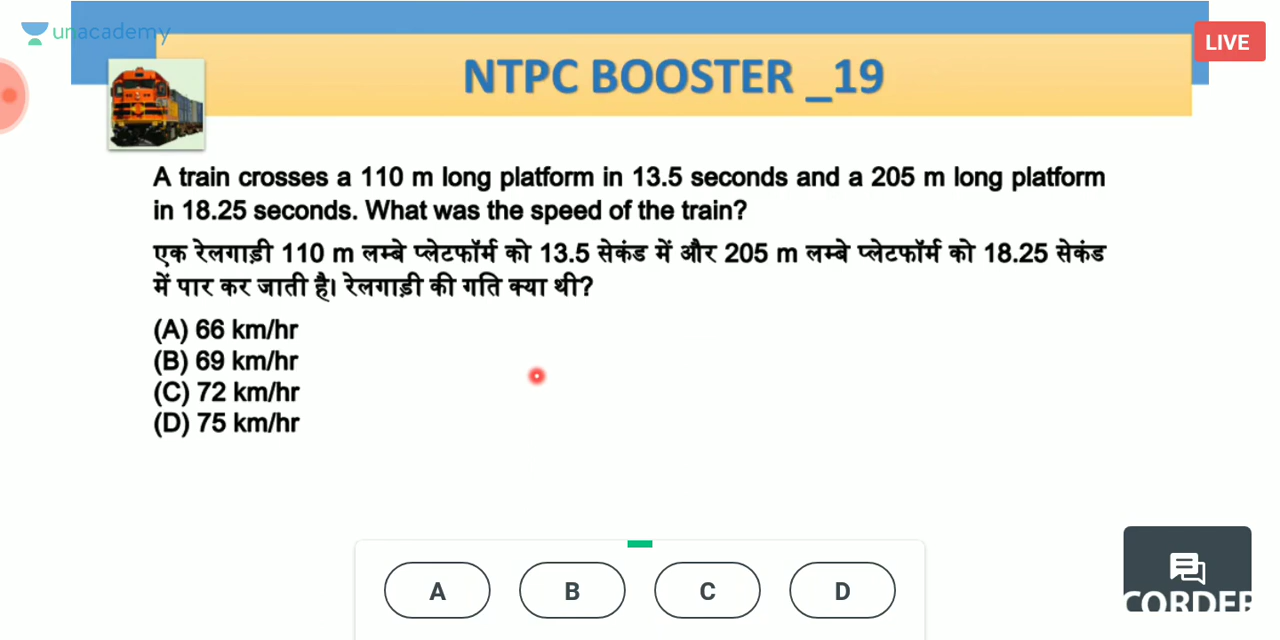 unacademy
LIVE
NTPC BOOSTER _19
A train crosses a 110 m long platform in 13.5 seconds and a 205 m long platform
in 18.25 seconds. What was the speed of the train?
एक रेलगाड़ी 110 m लम्बे प्लेटफॉर्म को 13.5 सेकंड में और 205 m लम्बे प्लेटफॉर्म को 18.25 सेकंड
में पार कर जाती है। रेलगाड़ी की गति क्या थी?
(A) 66 km/hr
(B) 69 km/hr
(C) 72 km/hr
(D) 75 km/hr
A B C D
CORDER